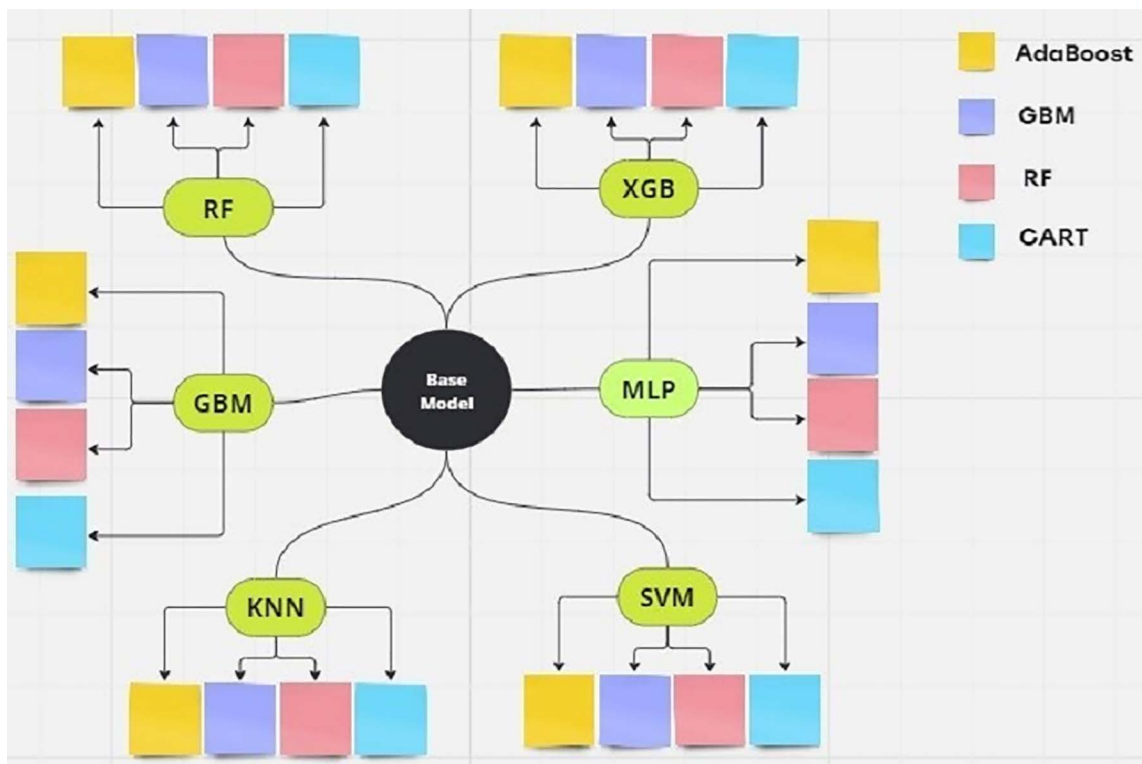 AdaBoost
GBM
RF
CART
RF
XGB
Base
Model
GBM
MLP
KNN
SVM